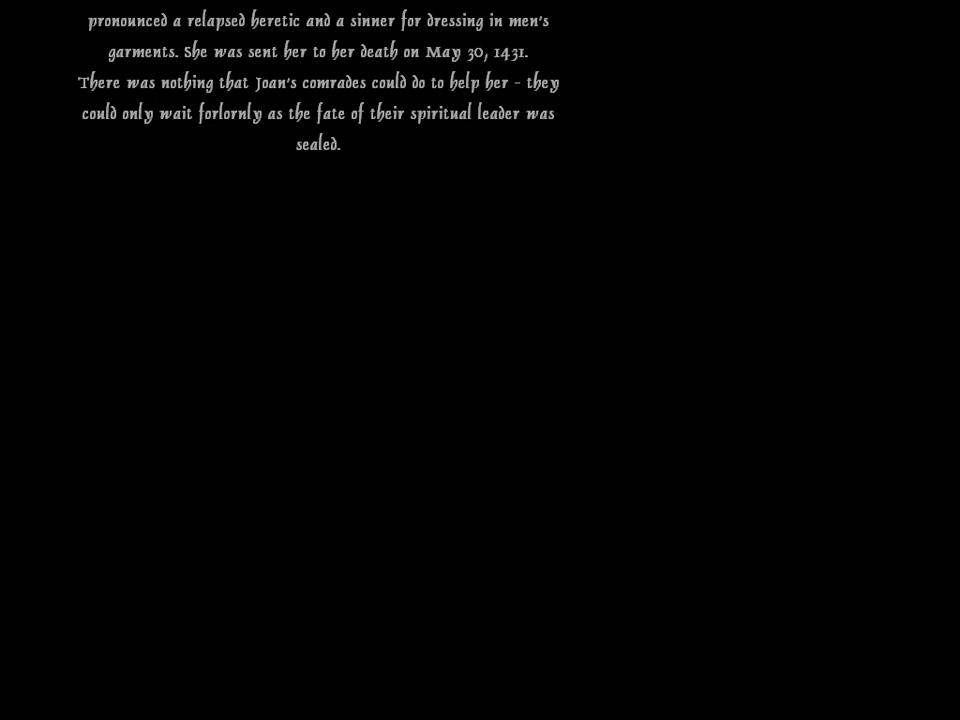 pronounced a relapsed heretic and a sinner for dressing in men's
garments. She was sent her to her death on May 30, 1431.
There was nothing that Joan's comrades could do to help her - they
could only wait forlornly as the fate of their spiritual leader was
sealed.